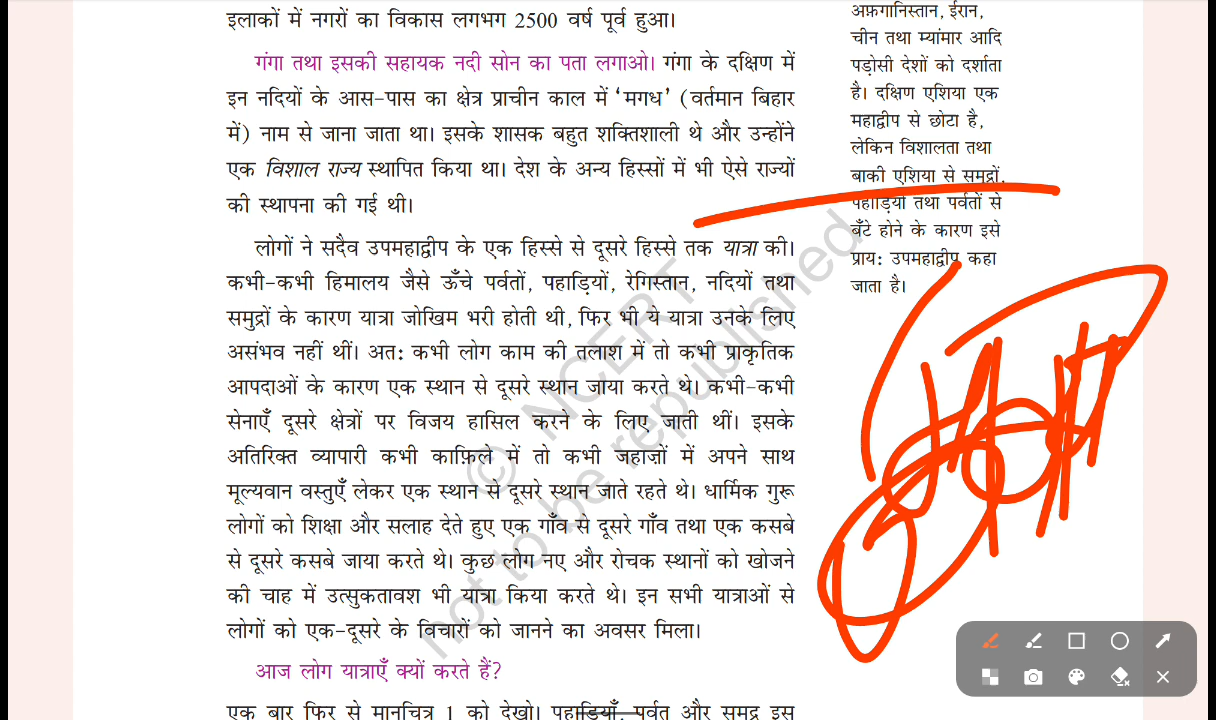 इलाकों में नगरों का विकास लगभग 2500 वर्ष पूर्व हुआ।
गंगा तथा इसकी सहायक नदी सोन का पता लगाओ। गंगा के दक्षिण में
इन नदियों के आस-पास का क्षेत्र प्राचीन काल में ‘मगध’ (वर्तमान बिहार
में) नाम से जाना जाता था। इसके शासक बहुत शक्तिशाली थे और उन्होंने
एक विशाल राज्य स्थापित किया था। देश के अन्य हिस्सों में भी ऐसे राज्यों
की स्थापना की गई थी।
लोगों ने सदैव उपमहाद्वीप के एक हिस्से से दूसरे हिस्से तक यात्रा की।
कभी-कभी हिमालय जैसे ऊँचे पर्वतों, पहाड़ियों, रेगिस्तान, नदियों तथा
समुद्रों के कारण यात्रा जोखिम भरी होती थी, फिर भी ये यात्रा उनके लिए
असंभव नहीं थीं। अत: कभी लोग काम की तलाश में तो कभी प्राकृतिक
आपदाओं के कारण एक स्थान से दूसरे स्थान जाया करते थे। कभी-कभी
सेनाएँ दूसरे क्षेत्रों पर विजय हासिल करने के लिए जाती थीं। इसके
अतिरिक्त व्यापारी कभी काफ़िले में तो कभी जहाज़ों में अपने साथ
मूल्यवान वस्तुएँ लेकर एक स्थान से दूसरे स्थान जाते रहते थे। धार्मिक गुरू
लोगों को शिक्षा और सलाह देते हुए एक गाँव से दूसरे गाँव तथा एक कसबे
से दूसरे कसबे जाया करते थे। कुछ लोग नए और रोचक स्थानों को खोजने
की चाह में उत्सुकतावश भी यात्रा किया करते थे। इन सभी यात्राओं से
लोगों को एक-दूसरे के विचारों को जानने का अवसर मिला।
आज लोग यात्राएँ क्यों करते हैं?
एक बार फिर से मानचित्र 1 को देखो। पहाड़ियाँ, पर्वत और समुद्र इस
अफ़गानिस्तान, ईरान,
चीन तथा म्यांमार आदि
पड़ोसी देशों को दर्शाता
है। दक्षिण एशिया एक
महाद्वीप से छोटा है,
लेकिन विशालता तथा
बाकी एशिया से समुद्रों,
पहाड़ियों तथा पर्वतों से
बँटे होने के कारण इसे
प्राय: उपमहाद्वीप कहा
जाता है।
© NCERT
not to be republished